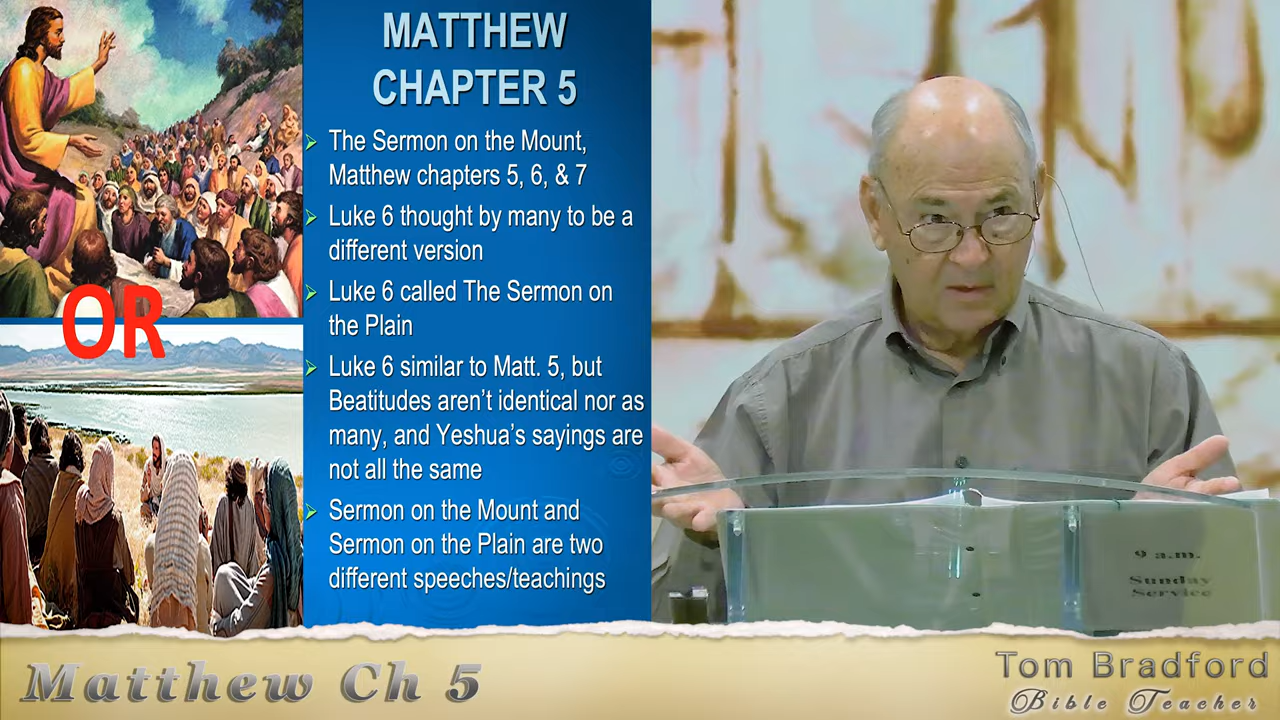 MATTHEW
CHAPTER 5
The Sermon on the Mount,
Matthew chapters 5, 6, & 7
Luke 6 thought by many to be a
different version
Luke 6 called The Sermon on
the Plain
Luke 6 similar to Matt. 5, but
Beatitudes aren't identical nor as
many, and Yeshua's sayings are
not all the same
Sermon on the Mount and
Sermon on the Plain are two
different speeches/teachings
OR
9 a.m.
Sunday
Service
Matthew Ch 5
Tom Bradford
Bible Teacher